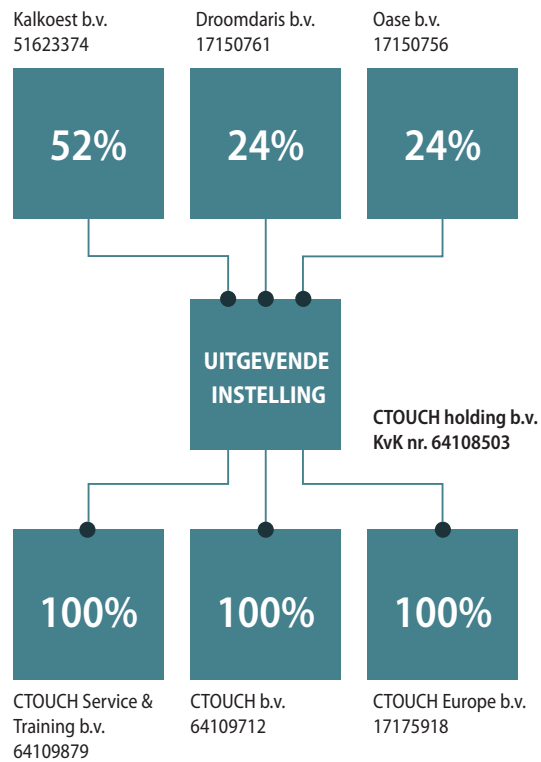 Kalkoest b.v.
51623374
Droomdaris b.v.
17150761
Oase b.v.
17150756
52%
24%
24%
UITGEVENDE
INSTELLING
CTOUCH holding b.v.
KvK nr. 64108503
100%
100%
100%
CTOUCH Service &
Training b.v.
64109879
CTOUCH b.v.
64109712
CTOUCH Europe b.v.
17175918